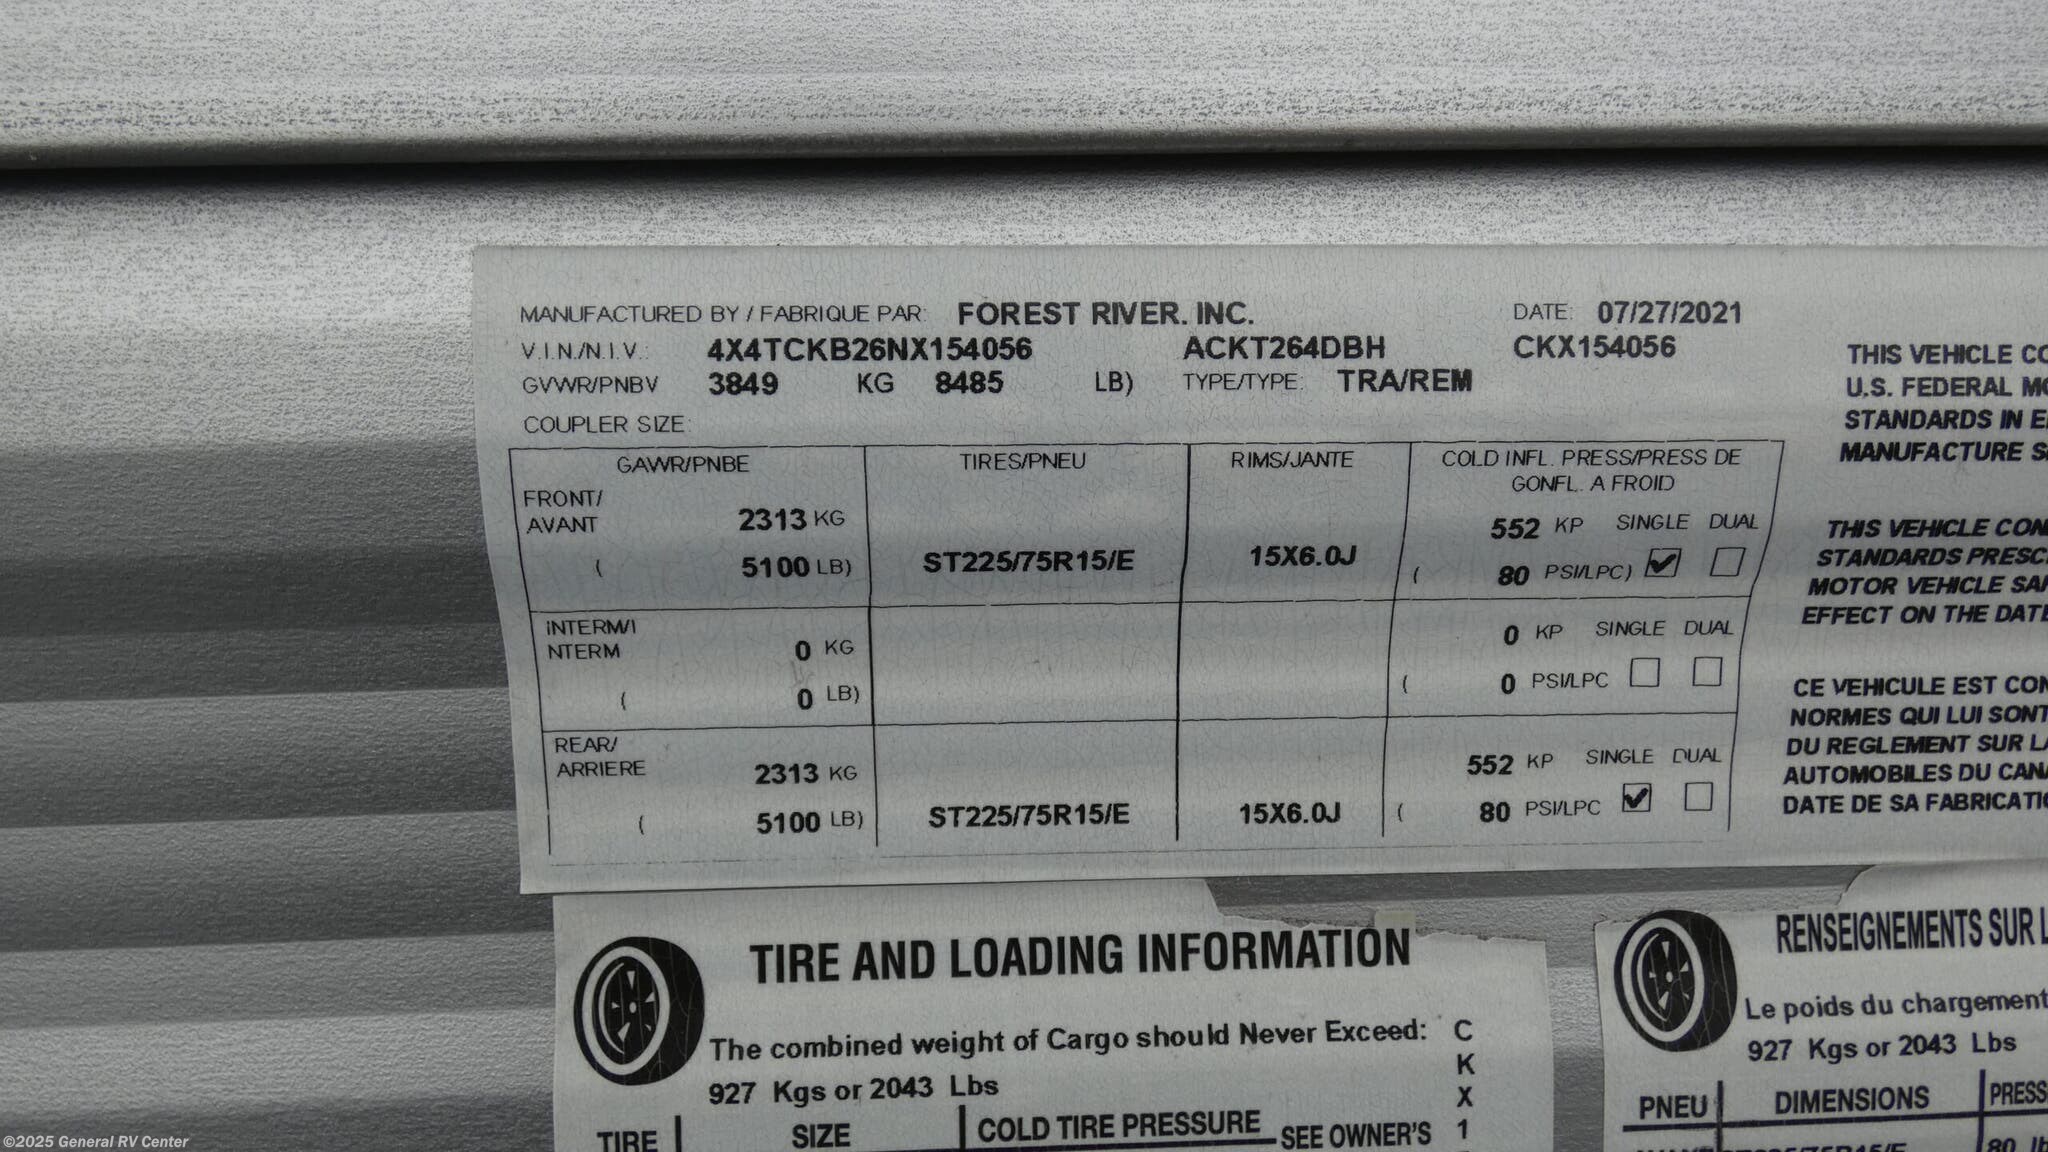 MANUFACTURED BY / FABRIQUE PAR: FOREST RIVER. INC. DATE: 07/27/2021
V.I.N./N.I.V.: 4X4TCKB26NX154056 ACKT264DBH CKX154056
GVWR/PNBV 3849 KG 8485 LB) TYPE/TYPE: TRA/REM
COUPLER SIZE:
GAWR/PNBE TIRES/PNEU RIMS/JANTE COLD INFL. PRESS/PRESS DE
GONFL. A FROID
FRONT/
AVANT 2313 KG 552 KP SINGLE DUAL
( 5100 LB) ST225/75R15/E 15X6.0J ( 80 PSI/LPC)
INTERM/I
NTERM 0 KG 0 KP SINGLE DUAL
( 0 LB) ( 0 PSI/LPC
REAR/
ARRIERE 2313 KG 552 KP SINGLE DUAL
( 5100 LB) ST225/75R15/E 15X6.0J ( 80 PSI/LPC
THIS VEHICLE CO
U.S. FEDERAL MO
STANDARDS IN E
MANUFACTURE S
THIS VEHICLE CON
STANDARDS PRESC
MOTOR VEHICLE SA
EFFECT ON THE DATE
CE VEHICULE EST CON
NORMES QUI LUI SONT
DU REGLEMENT SUR L
AUTOMOBILES DU CAN
DATE DE SA FABRICATI
TIRE AND LOADING INFORMATION
The combined weight of Cargo should Never Exceed:
927 Kgs or 2043 Lbs
TIRE SIZE COLD TIRE PRESSURE SEE OWNER'S
C
K
X
1
RENSEIGNEMENTS SUR L
Le poids du chargement
927 Kgs or 2043 Lbs
PNEU DIMENSIONS PRESS
©2025 General RV Center